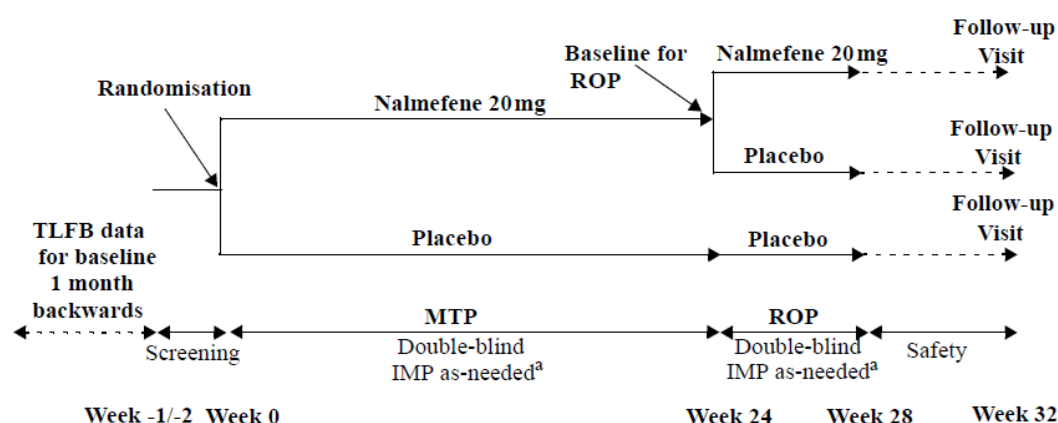 Follow-up
Visit
Baseline for
ROP
Nalmefene 20mg
Randomisation
Nalmefene 20mg
Follow-up
Visit
Placebo
Follow-up
Visit
TLFB data
for baseline
1 month
backwards
Placebo
Placebo
MTP
ROP
Screening
Double-blind
IMP as-neededª
Double-blind
IMP as-neededª
Safety
Week -1/-2
Week 0
Week 24
Week 28
Week 32